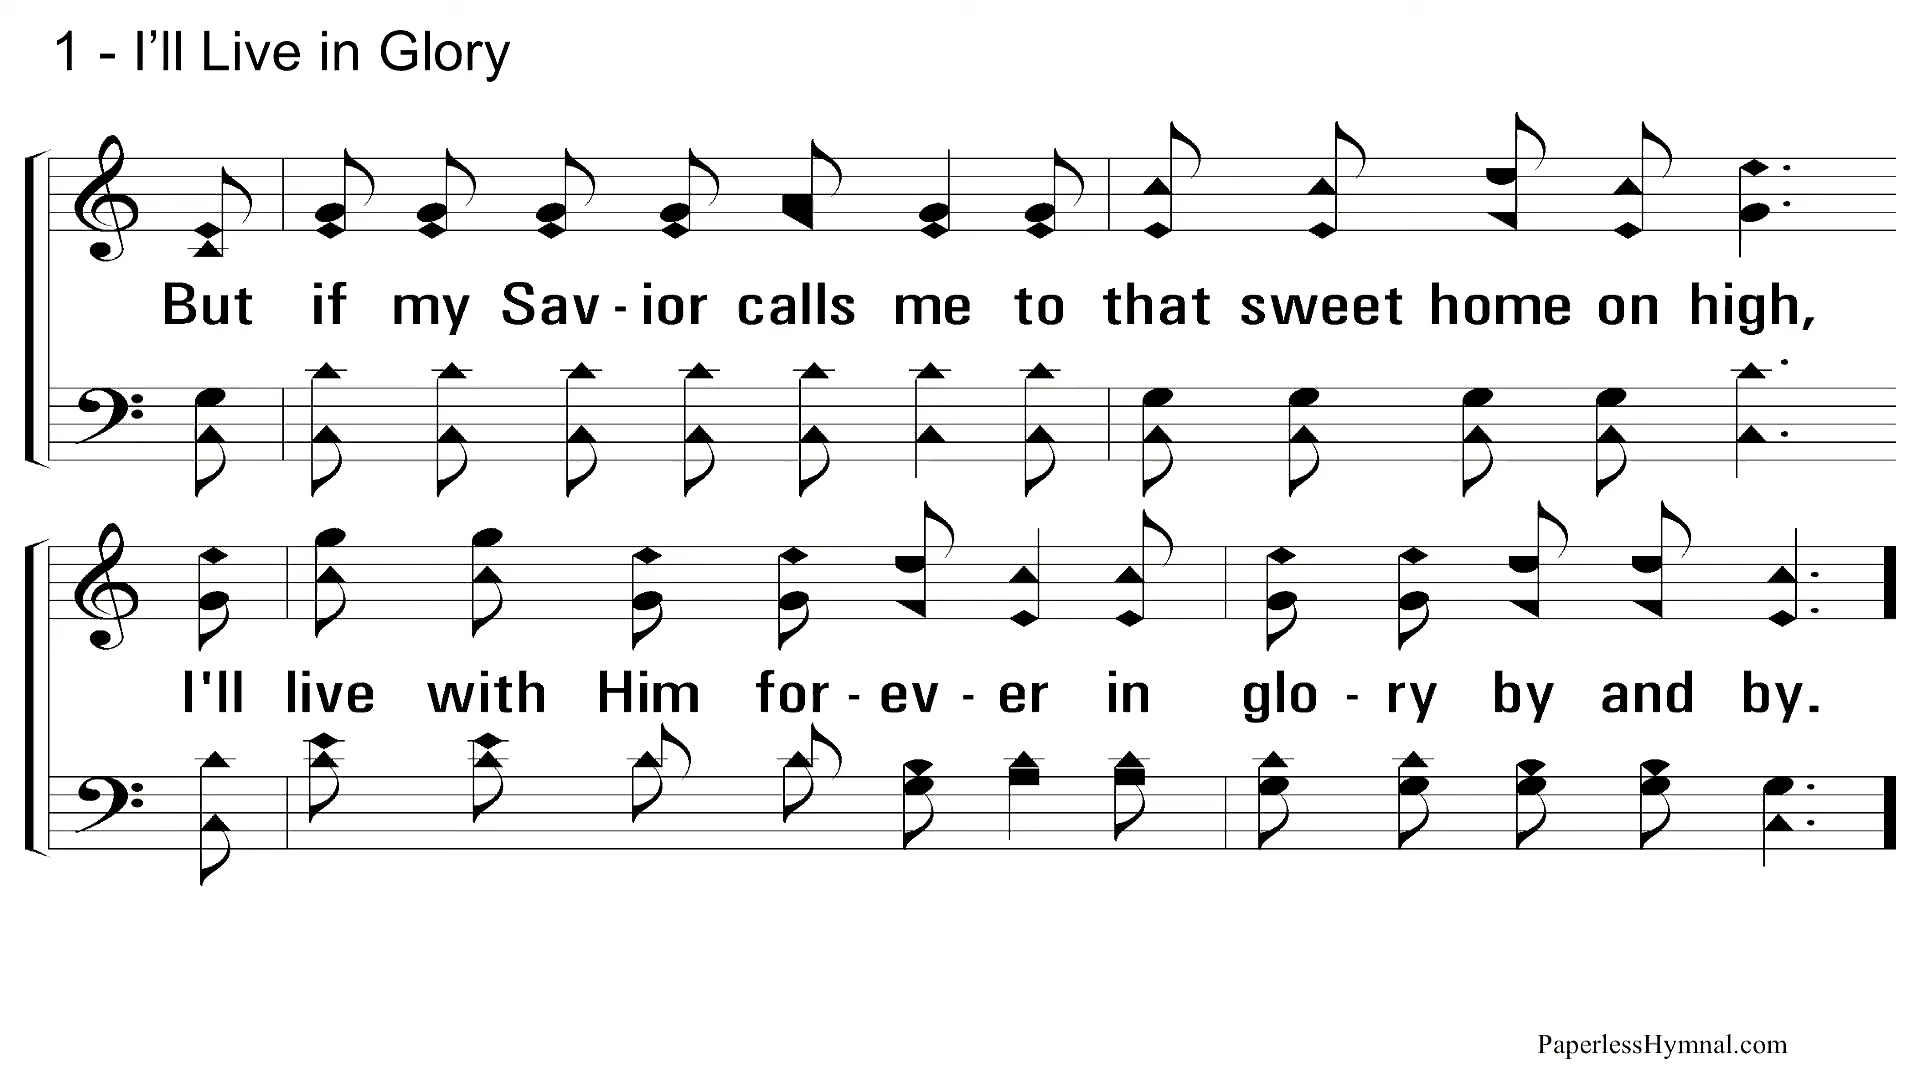 1 - I’ll Live in Glory
But if my Sav - ior calls me to that sweet home on high,
I'll live with Him for - ev - er in glo - ry by and by.
PaperlessHymnal.com